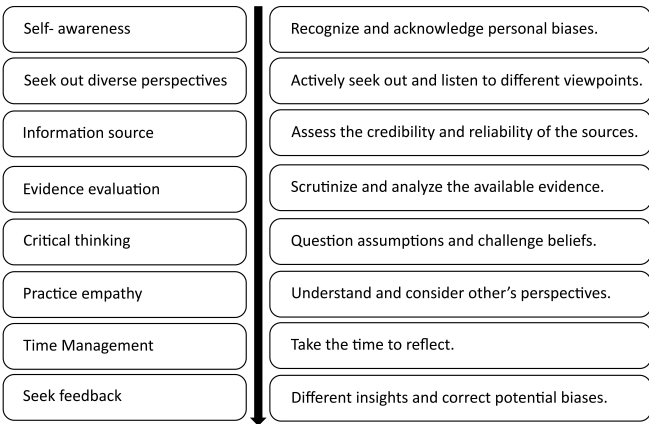 Self- awareness
Recognize and acknowledge personal biases.
Seek out diverse perspectives
Actively seek out and listen to different viewpoints.
Information source
Assess the credibility and reliability of the sources.
Evidence evaluation
Scrutinize and analyze the available evidence.
Critical thinking
Question assumptions and challenge beliefs.
Practice empathy
Understand and consider other’s perspectives.
Time Management
Take the time to reflect.
Seek feedback
Different insights and correct potential biases.